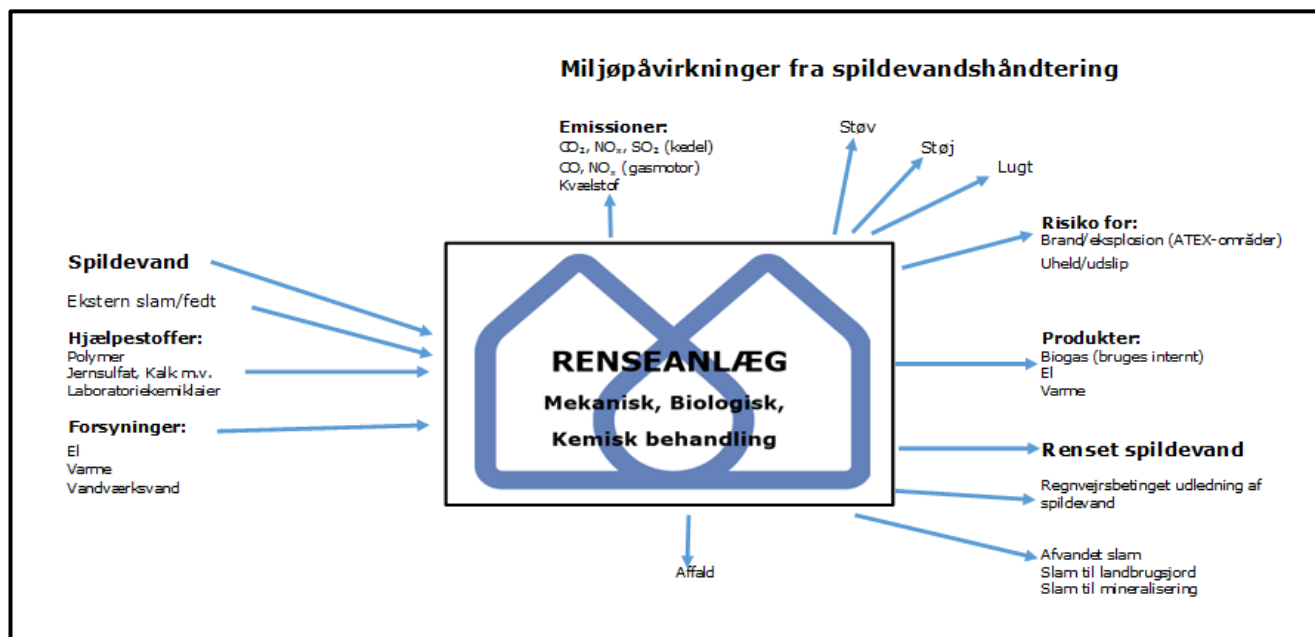 Miljøpåvirkninger fra spildevandshåndtering
Emissioner:
CO₂, NOₓ, SO₂ (kedel)
CO, NOₓ (gasmotor)
Kvælstof
Støv
Støj
Lugt
Risiko for:
Brand/eksplosion (ATEX-områder)
Uheld/udslip
Spildevand
Ekstern slam/fedt
Hjælpestoffer:
Polymer
Jernsulfat, Kalk m.v.
Laboratoriekemiklaier
Forsyninger:
El
Varme
Vandværksvand
RENSEANLÆG
Mekanisk, Biologisk,
Kemisk behandling
Produkter:
Biogas (bruges internt)
El
Varme
Renset spildevand
Regnvejrsbetinget udledning af
spildevand
Afvandet slam
Slam til landbrugsjord
Slam til mineralisering
Affald